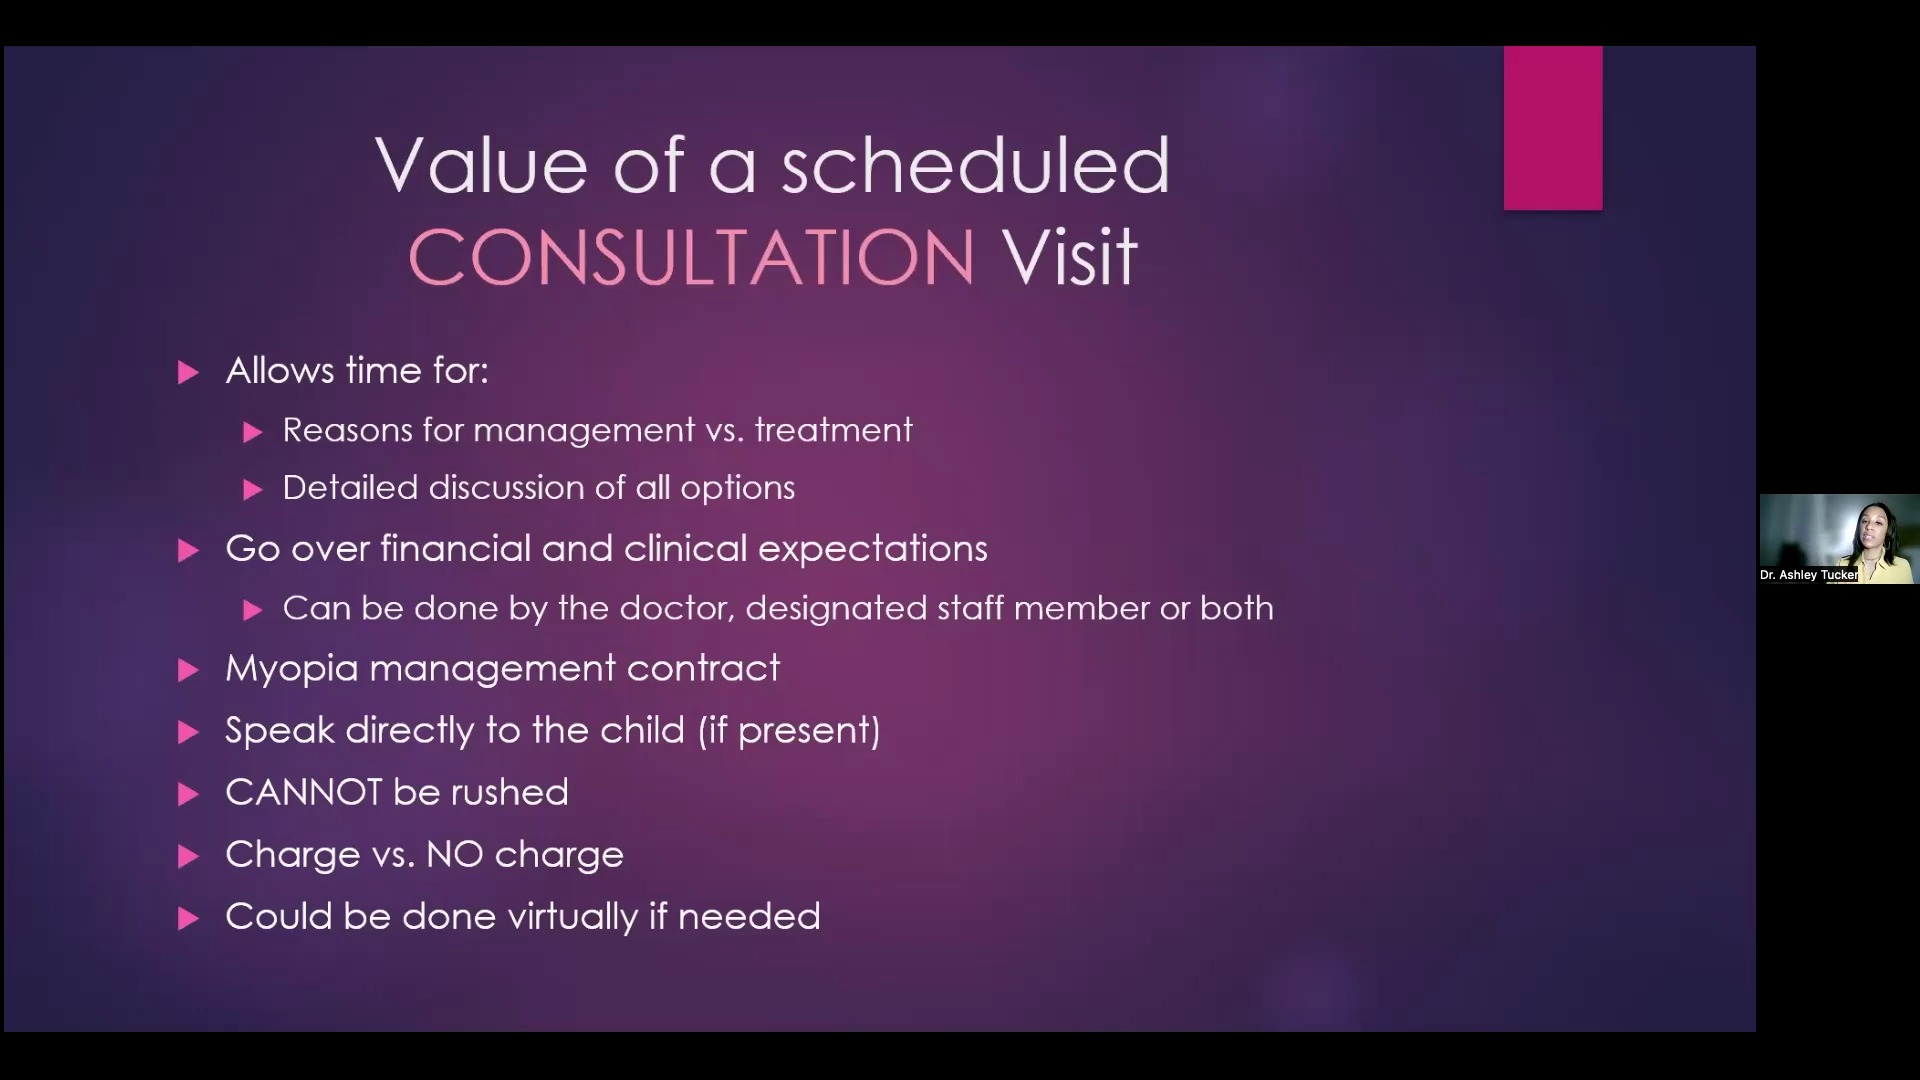 Value of a scheduled
CONSULTATION Visit
Allows time for:
Reasons for management vs. treatment
Detailed discussion of all options
Go over financial and clinical expectations
Can be done by the doctor, designated staff member or both
Myopia management contract
Speak directly to the child (if present)
CANNOT be rushed
Charge vs. NO charge
Could be done virtually if needed
Dr. Ashley Tucker